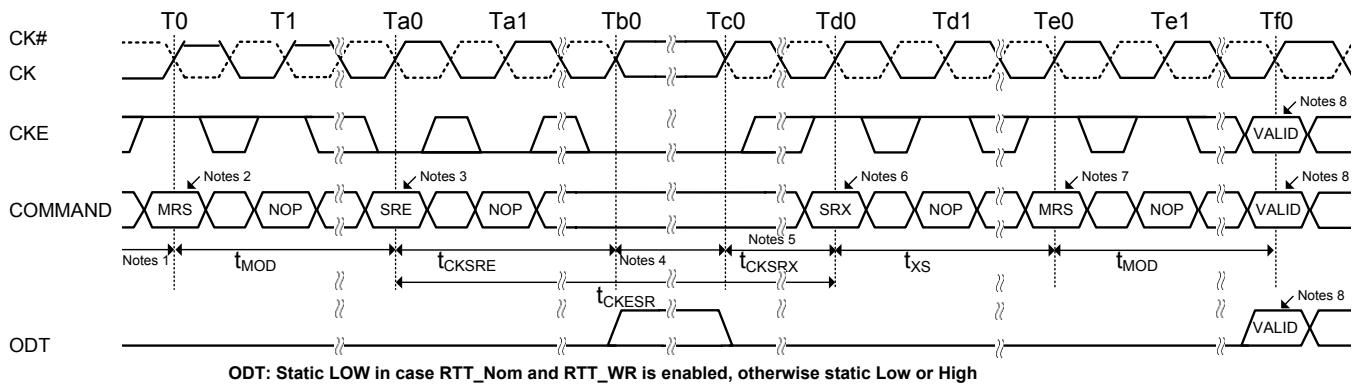 T0 T1 Ta0 Ta1 Tb0 Tc0 Td0 Td1 Te0 Te1 Tf0
CK#
CK
Notes 8
CKE VALID
Notes 2 Notes 3 Notes 6 Notes 7 Notes 8
COMMAND MRS NOP SRE NOP SRX NOP MRS NOP VALID
Notes 1 tMOD tCKSRE Notes 4 Notes 5 tCKSRX tXS tMOD
tCKESR
Notes 8
ODT VALID
ODT: Static LOW in case RTT_Nom and RTT_WR is enabled, otherwise static Low or High